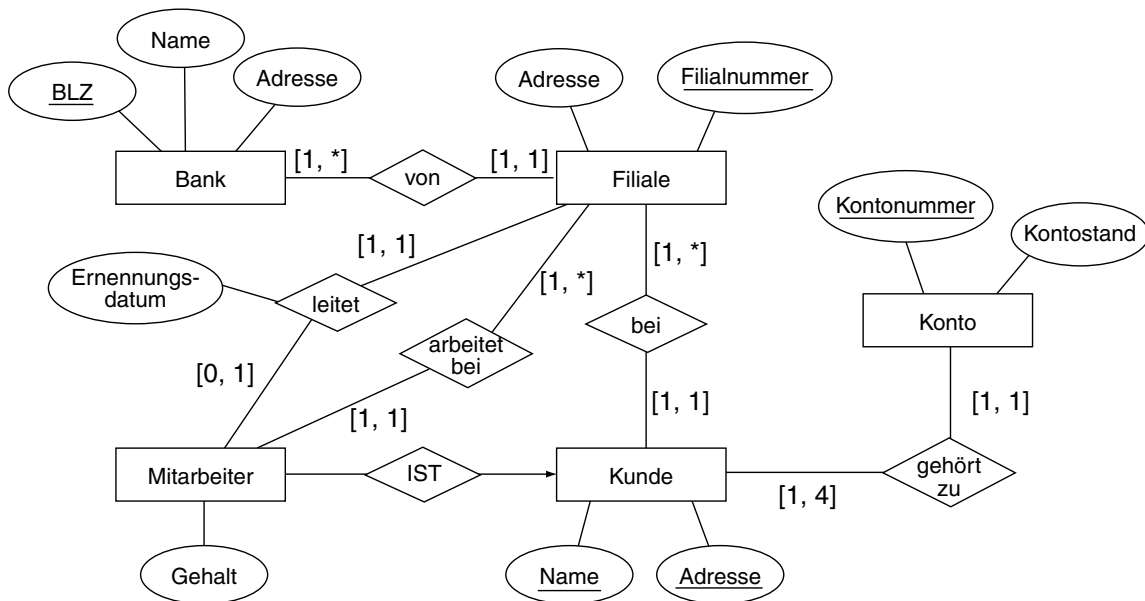 Name
BLZ
Adresse
Adresse
Filialnummer
Bank
[1, *]
von
[1, 1]
Filiale
Kontonummer
Kontostand
[1, 1]
[1, *]
[1, *]
Ernennungs-
datum
leitet
bei
Konto
arbeitet
bei
[0, 1]
[1, 1]
[1, 1]
[1, 1]
Mitarbeiter
IST
Kunde
[1, 4]
gehört
zu
Gehalt
Name
Adresse